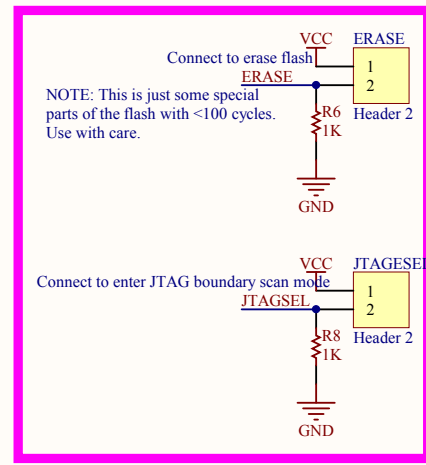 VCC ERASE
Connect to erase flash
1
ERASE
2
NOTE: This is just some special
parts of the flash with <100 cycles.
Use with care.
R6
1K
Header 2
GND
VCC JTAGESEL
Connect to enter JTAG boundary scan mode
1
JTAGSEL
2
R8
1K
Header 2
GND